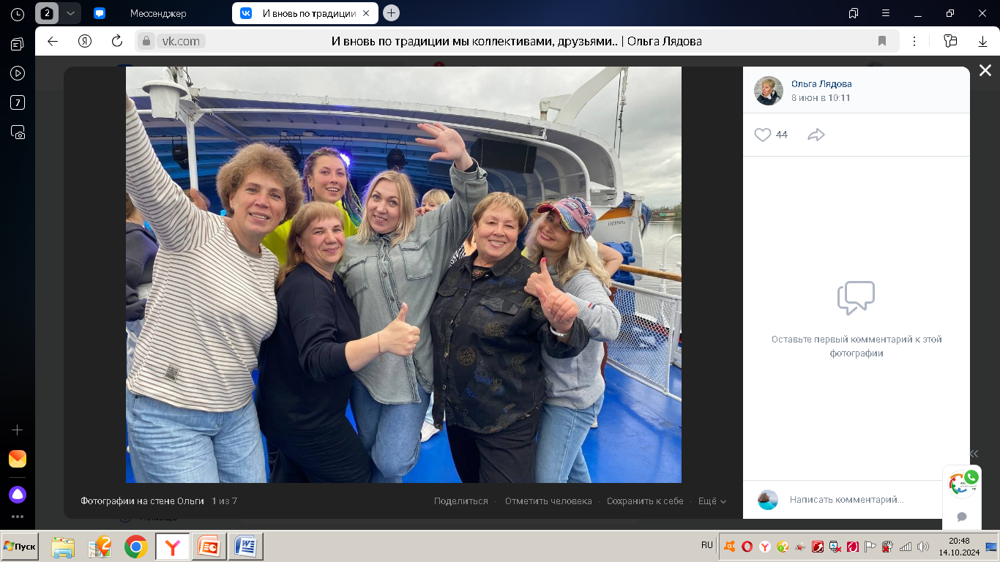 2
Мессенджер
И вновь по традиции
vk.com
И вновь по традиции мы коллективами, друзьями.. | Ольга Лядова
7
ПЕРМЬ
Ольга Лядова
8 июн в 10:11
44
Оставьте первый комментарий к этой
фотографии
Фотографии на стене Ольги 1 из 7
Поделиться · Отметить человека · Сохранить к себе · Ещё
Написать комментарий...
Помощь
Пуск
RU
20:48
14.10.2024